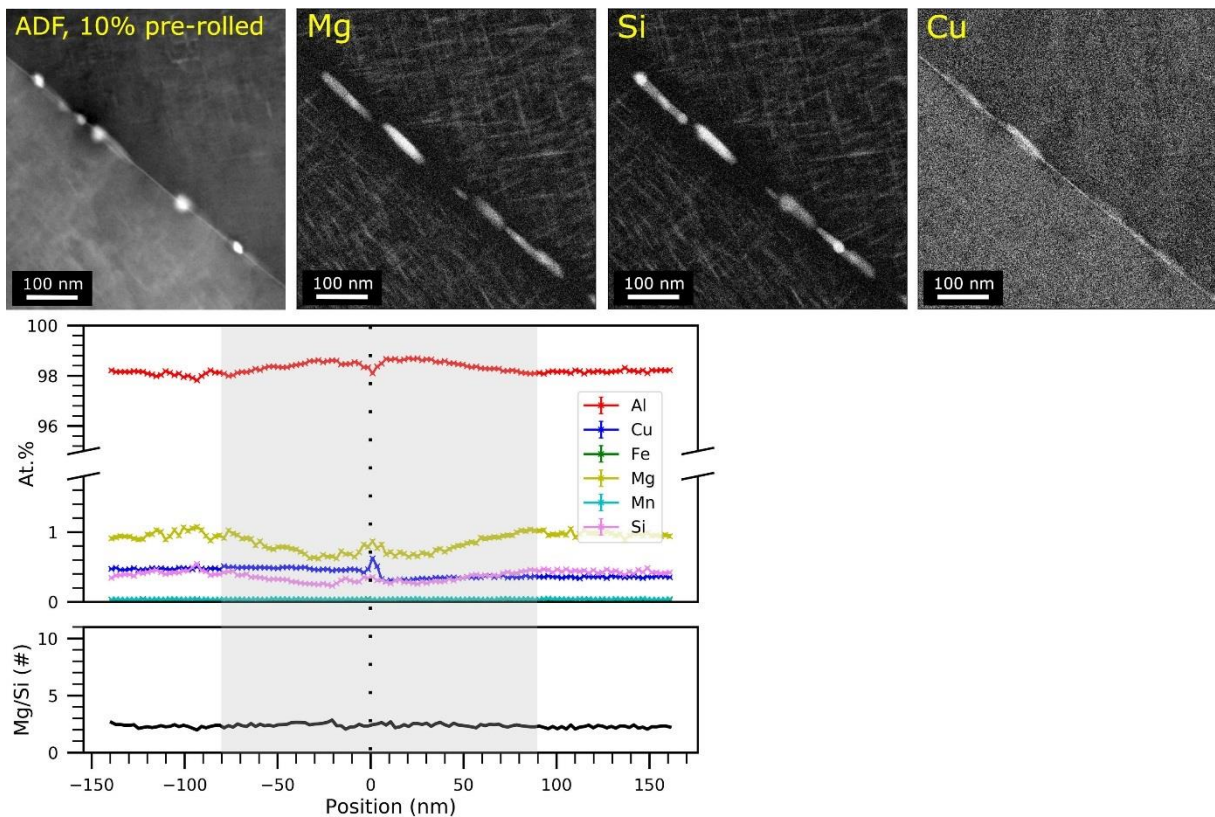 ADF, 10% pre-rolled
Mg
Si
Cu
100 nm
100 nm
100 nm
100 nm
100
98
96
At.%
1
0
Al
Cu
Fe
Mg
Mn
Si
10
5
0
Mg/Si (#)
−150
−100
−50
0
50
100
150
Position (nm)